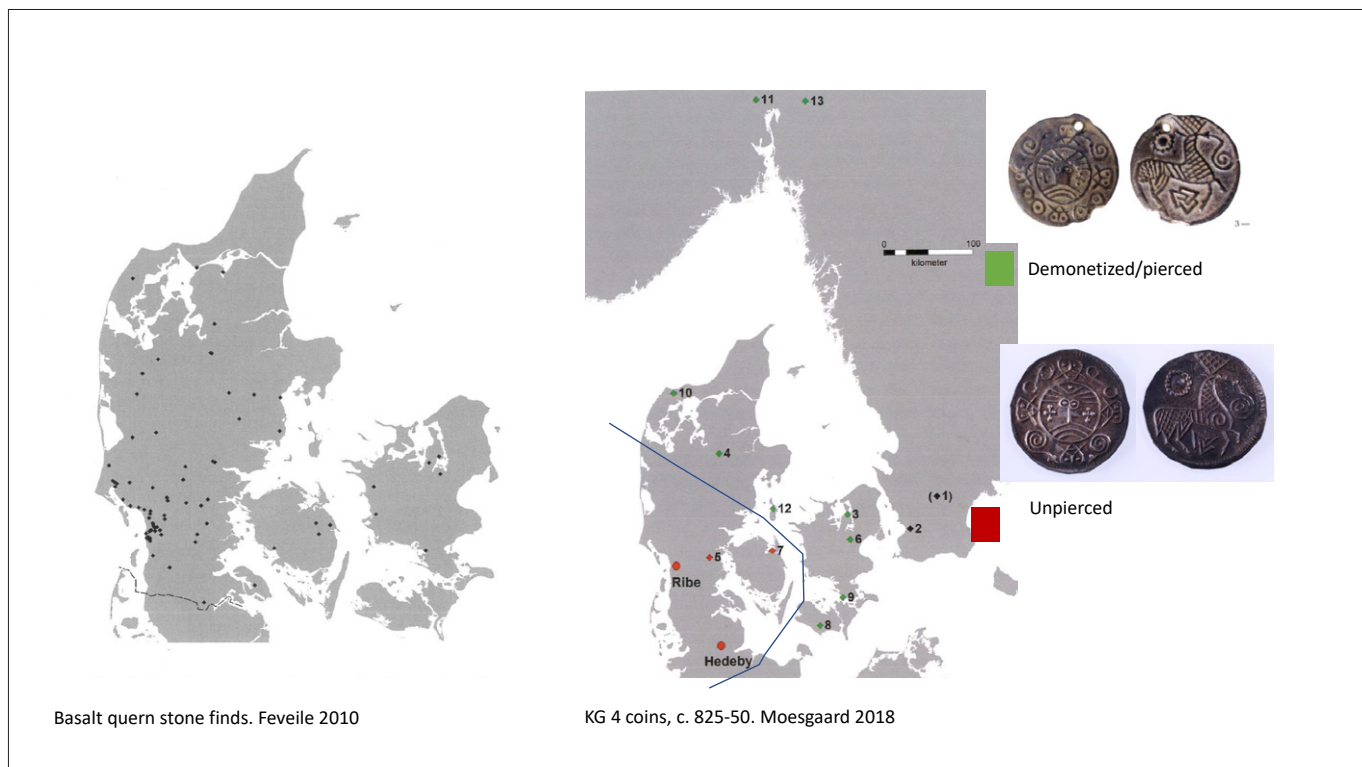 11
13
0
100
kilometer
3 —
Demonetized/pierced
10
4
12
3
(1)
2
6
Unpierced
7
5
Ribe
9
8
Hedeby
Basalt quern stone finds. Feveile 2010
KG 4 coins, c. 825-50. Moesgaard 2018